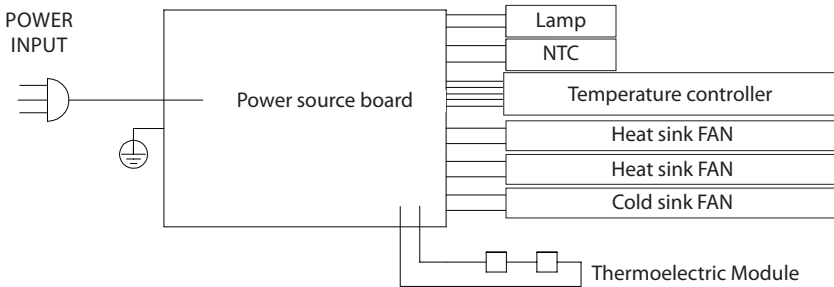 POWER
INPUT
Power source board
Lamp
NTC
Temperature controller
Heat sink FAN
Heat sink FAN
Cold sink FAN
Thermoelectric Module